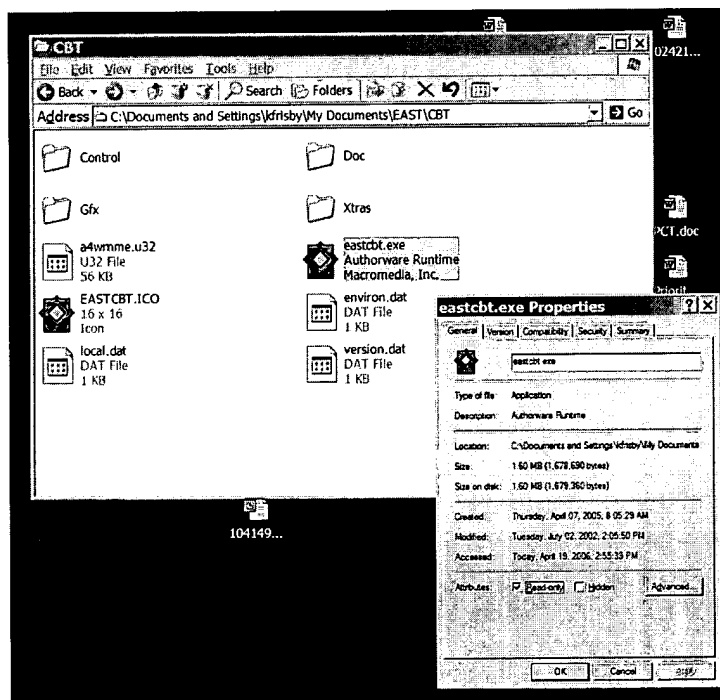 CBT
File Edit View Favorites Tools Help
Back Search Folders
Address C:\Documents and Settings\kfrisby\My Documents\EAST\CBT Go
Control
Doc
Gfx
Xtras
a4wmme.u32
U32 File
56 KB
eastcbt.exe
Authorware Runtime
Macromedia, Inc.
EASTCBT.ICO
16 x 16
Icon
environ.dat
DAT File
1 KB
local.dat
DAT File
1 KB
version.dat
DAT File
1 KB
02421...
PCT.doc
104149...
eastcbt.exe Properties
General Version Compatibility Security Summary
eastcbt.exe
Type of file: Application
Description: Authorware Runtime
Location: C:\Documents and Settings\kfrisby\My Documents
Size: 1.60 MB (1,678,690 bytes)
Size on disk: 1.60 MB (1,679,360 bytes)
Created: Thursday, April 07, 2005, 8:05:29 AM
Modified: Tuesday, July 02, 2002, 2:05:50 PM
Accessed: Today, April 19, 2006, 2:55:33 PM
Attributes: Read-only Hidden Advanced...
OK Cancel Apply